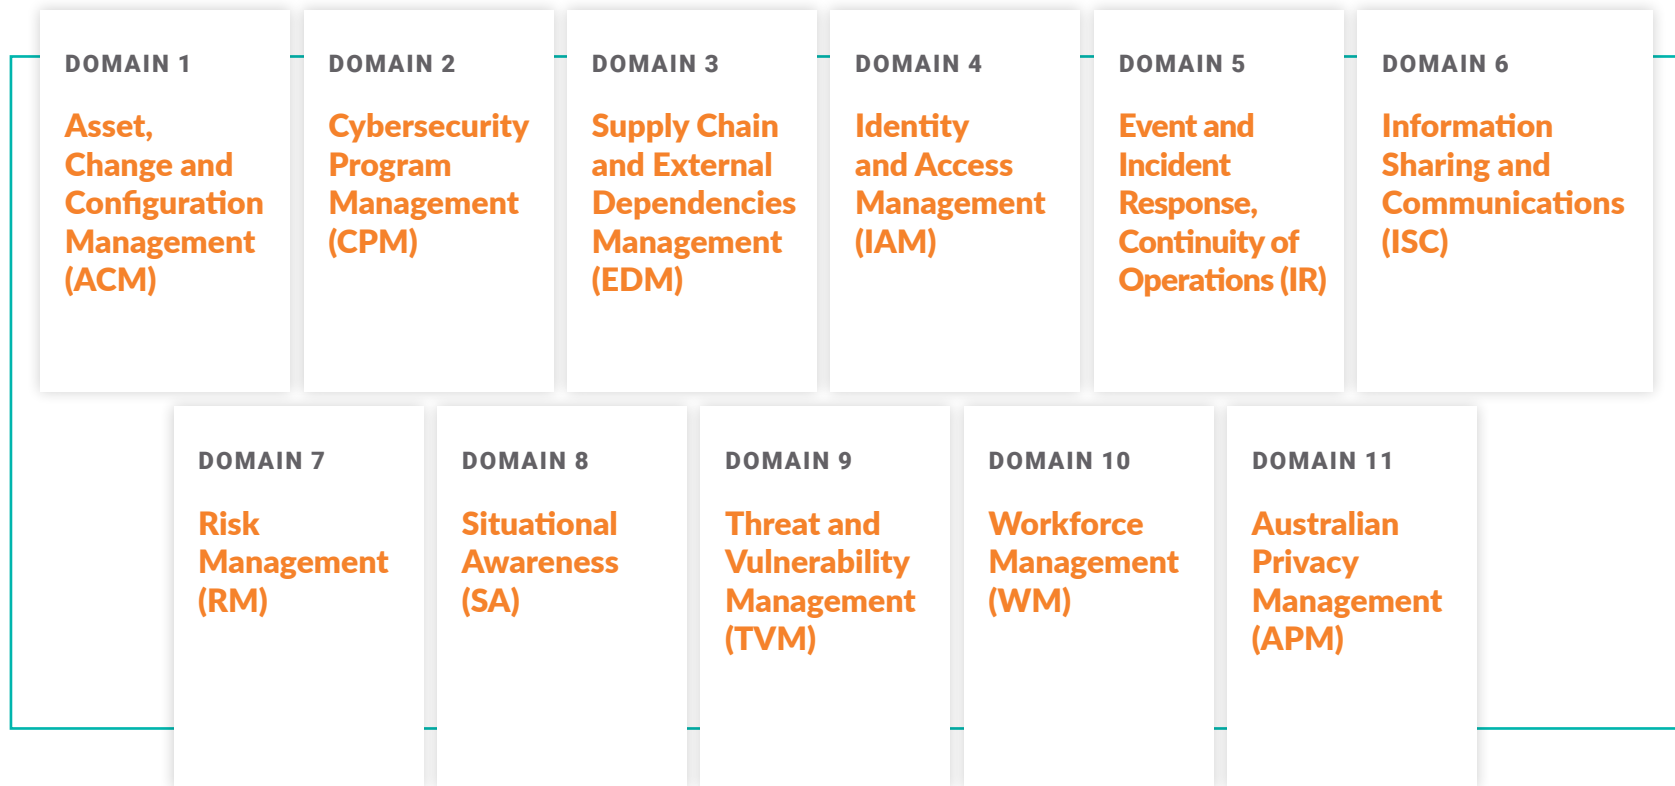 DOMAIN 1
Asset,
Change and
Configuration
Management
(ACM)
DOMAIN 2
Cybersecurity
Program
Management
(CPM)
DOMAIN 3
Supply Chain
and External
Dependencies
Management
(EDM)
DOMAIN 4
Identity
and Access
Management
(IAM)
DOMAIN 5
Event and
Incident
Response,
Continuity of
Operations (IR)
DOMAIN 6
Information
Sharing and
Communications
(ISC)
DOMAIN 7
Risk
Management
(RM)
DOMAIN 8
Situational
Awareness
(SA)
DOMAIN 9
Threat and
Vulnerability
Management
(TVM)
DOMAIN 10
Workforce
Management
(WM)
DOMAIN 11
Australian
Privacy
Management
(APM)